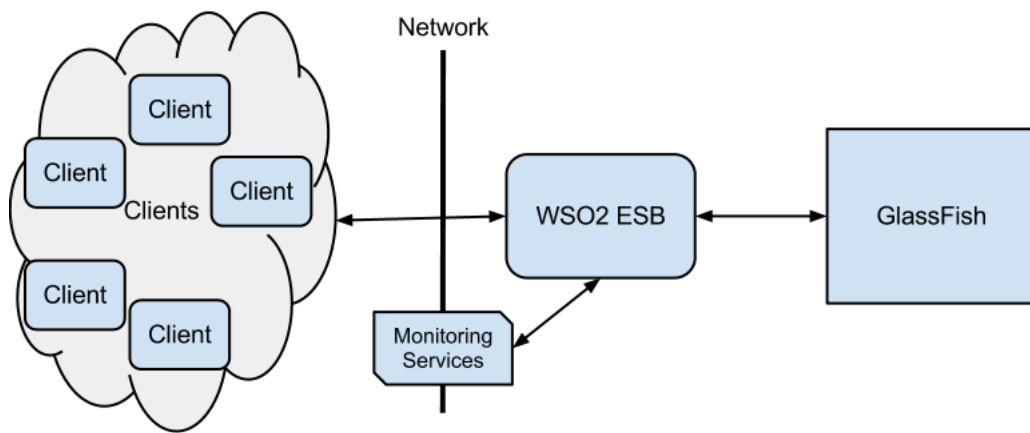 Network
Client
Client
Client
Clients
WSO2 ESB
GlassFish
Client
Client
Monitoring
Services